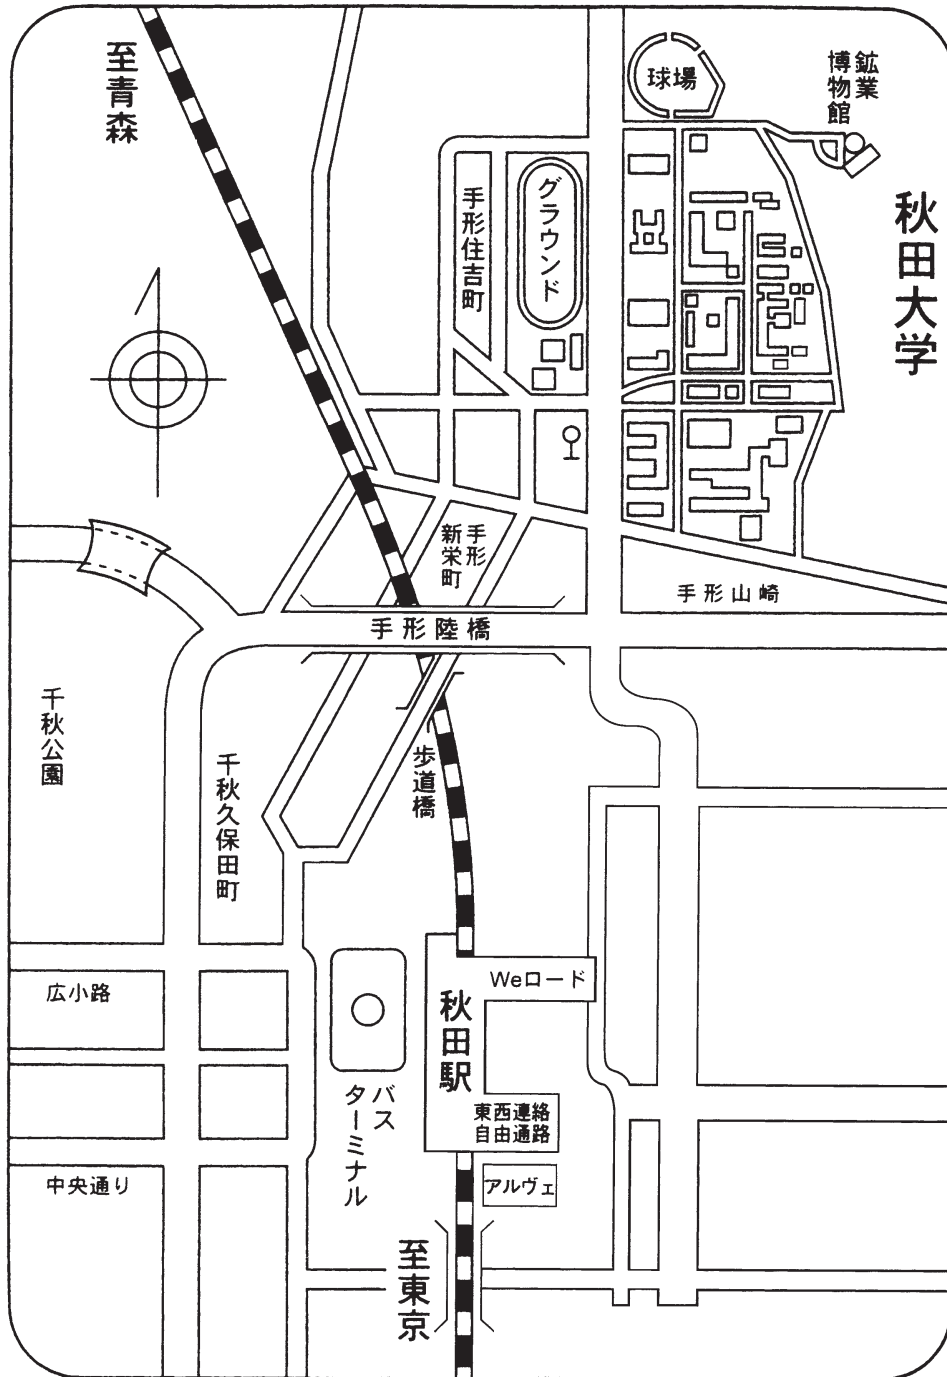 至青森
球場
鉱業
博物館
秋田大学
グラウンド
手形住吉町
手形
新栄町
手形山崎
手形陸橋
千秋公園
千秋久保田町
歩道橋
広小路
Weロード
秋田駅
バス
ターミナル
東西連絡
自由通路
中央通り
アルヴェ
至東京